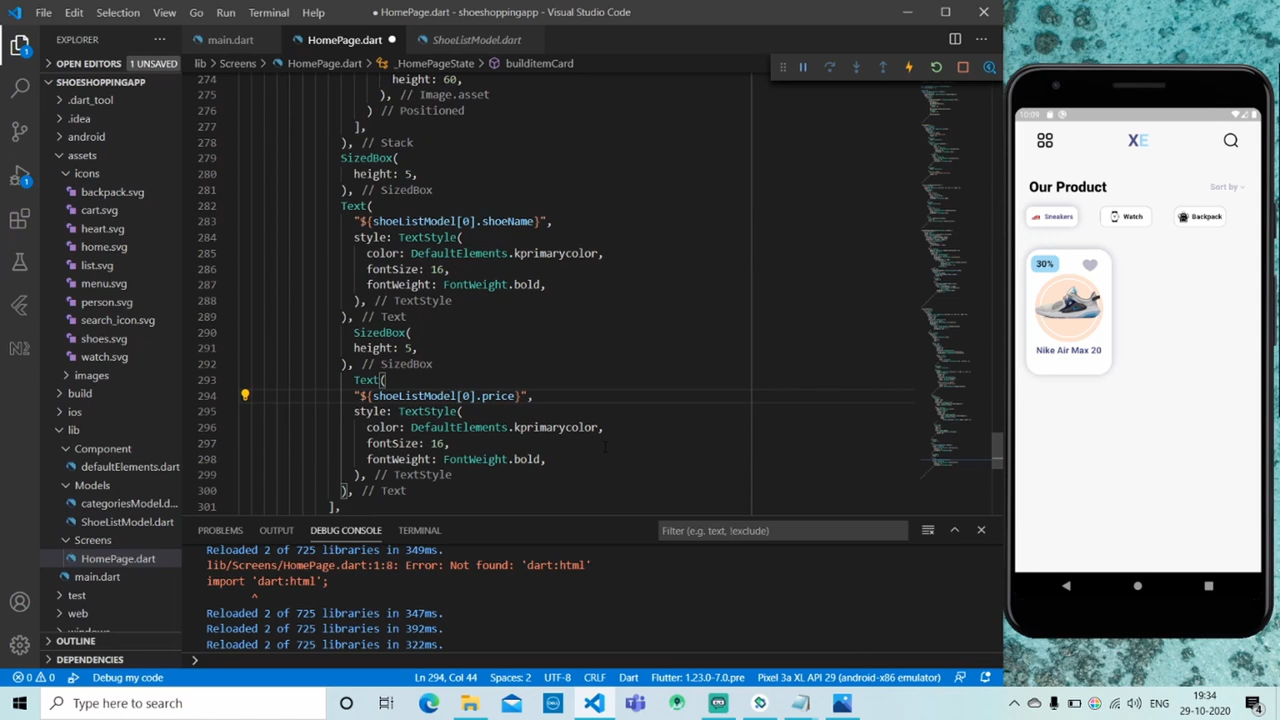 File Edit Selection View Go Run Terminal Help
● HomePage.dart - shoeshoppingapp - Visual Studio Code
EXPLORER
main.dart
HomePage.dart
ShoeListModel.dart
OPEN EDITORS 1 UNSAVED
lib > Screens > HomePage.dart > _HomePageState > builditemCard
SHOESHOPPINGAPP
.dart_tool
.idea
android
assets
icons
backpack.svg
cart.svg
home.svg
list.svg
menu.svg
person.svg
search_icon.svg
shoes.svg
watch.svg
images
build
ios
lib
Component
defaultElements.dart
Models
categoriesModel.d...
ShoeListModel.dart
Screens
HomePage.dart
main.dart
test
web
OUTLINE
DEPENDENCIES
274 height: 60,
275 ), // Image.asset
276 ) // Positioned
277 ],
278 ), // Stack
279 SizedBox(
280 height: 5,
281 ), // SizedBox
282 Text(
283 shoeListModel[0].shoeName}",
284 style: TextStyle(
285 color: DefaultElements.kprimarycolor,
286 fontSize: 16,
287 fontWeight: FontWeight.bold,
288 ), // TextStyle
289 ), // Text
290 SizedBox(
291 height: 5,
292 ), // SizedBox
293 Text(
294 "${shoeListModel[0].price}",
295 style: TextStyle(
296 color: DefaultElements.kprimarycolor,
297 fontSize: 16,
298 fontWeight: FontWeight.bold,
299 ), // TextStyle
300 ), // Text
301 ],
PROBLEMS OUTPUT DEBUG CONSOLE TERMINAL
Filter (e.g. text, !exclude)
Reloaded 2 of 725 libraries in 349ms.
lib/Screens/HomePage.dart:1:8: Error: Not found: 'dart:html'
import 'dart:html';
^
Reloaded 2 of 725 libraries in 347ms.
Reloaded 2 of 725 libraries in 392ms.
Reloaded 2 of 725 libraries in 322ms.
0 0 Debug my code
Ln 294, Col 44 Spaces: 2 UTF-8 CRLF Dart Flutter: 1.23.0-7.0.pre Pixel 3a XL API 29 (android-x86 emulator)
Type here to search
ENG
19:34
29-10-2020
4
10:09
XE
Our Product
Sort by
Sneakers
Watch
Backpack
30%
Nike Air Max 20